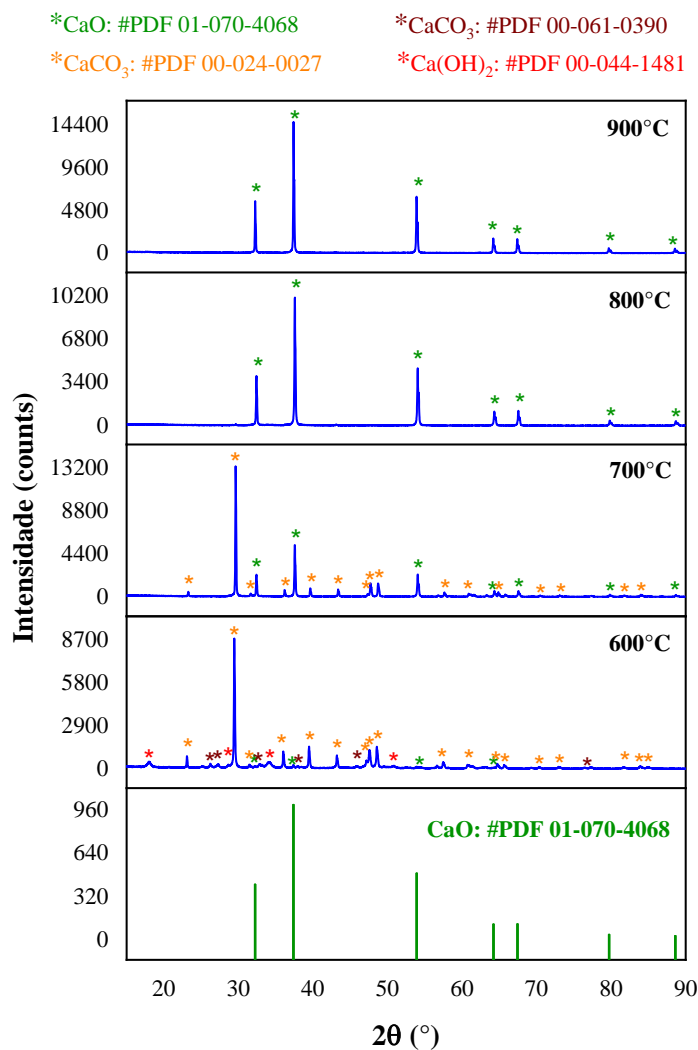 *CaO: #PDF 01-070-4068
*CaCO₃: #PDF 00-061-0390
*CaCO₃: #PDF 00-024-0027
*Ca(OH)₂: #PDF 00-044-1481
Intensidade (counts)
14400
9600
4800
0
900°C
* * * * * * *
10200
6800
3400
0
800°C
* * * * * * *
13200
8800
4400
0
700°C
* * * * * * * * * * * * * * * * * * * * * *
8700
5800
2900
0
600°C
* * * * * * * * * * * * * * * * * * * * * * * * * * * * * * * * *
960
640
320
0
CaO: #PDF 01-070-4068
20 30 40 50 60 70 80 90
2θ (°)